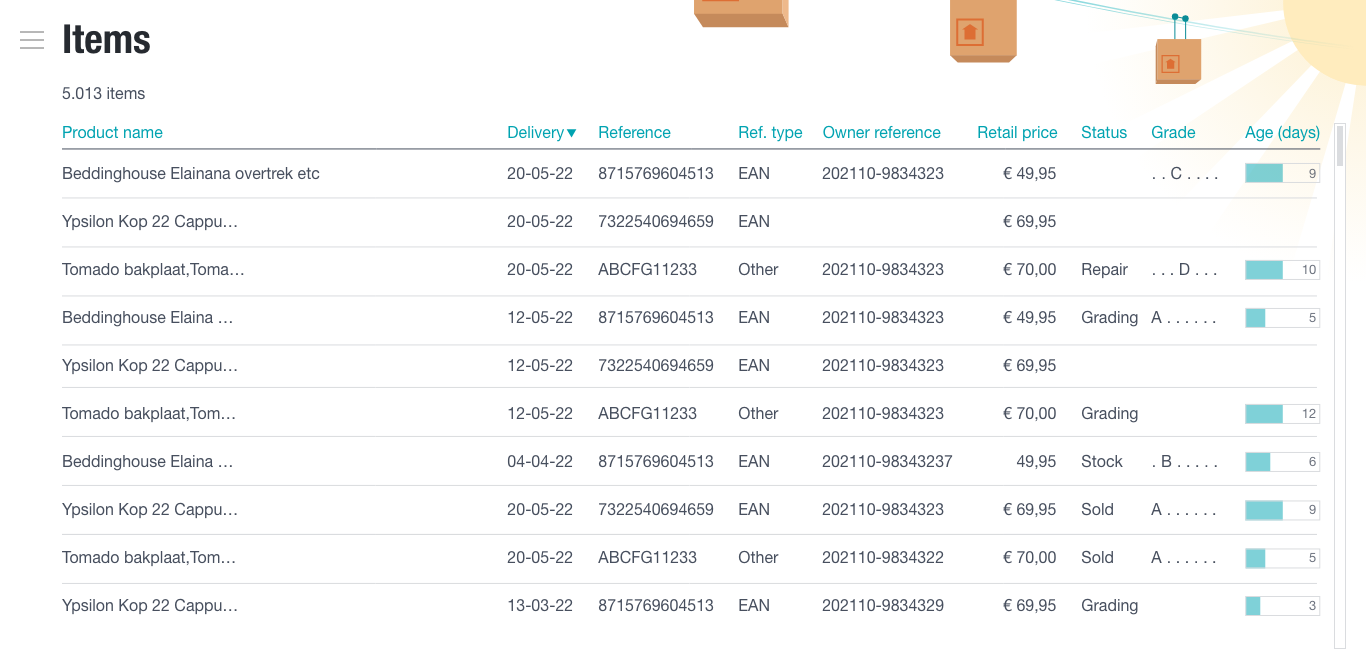 Items
5.013 items
Product name Delivery▼ Reference Ref. type Owner reference Retail price Status Grade Age (days)
Beddinghouse Elainana overtrek etc 20-05-22 8715769604513 EAN 202110-9834323 € 49,95 . . C . . . . 9
Ypsilon Kop 22 Cappu… 20-05-22 7322540694659 EAN € 69,95
Tomado bakplaat,Toma… 20-05-22 ABCFG11233 Other 202110-9834323 € 70,00 Repair . . . D . . . 10
Beddinghouse Elaina … 12-05-22 8715769604513 EAN 202110-9834323 € 49,95 Grading A . . . . . . 5
Ypsilon Kop 22 Cappu… 12-05-22 7322540694659 EAN 202110-9834323 € 69,95
Tomado bakplaat,Tom… 12-05-22 ABCFG11233 Other 202110-9834323 € 70,00 Grading 12
Beddinghouse Elaina … 04-04-22 8715769604513 EAN 202110-98343237 49,95 Stock . B . . . . . 6
Ypsilon Kop 22 Cappu… 20-05-22 7322540694659 EAN 202110-9834323 € 69,95 Sold A . . . . . . 9
Tomado bakplaat,Tom… 20-05-22 ABCFG11233 Other 202110-9834322 € 70,00 Sold A . . . . . . 5
Ypsilon Kop 22 Cappu… 13-03-22 8715769604513 EAN 202110-9834329 € 69,95 Grading 3